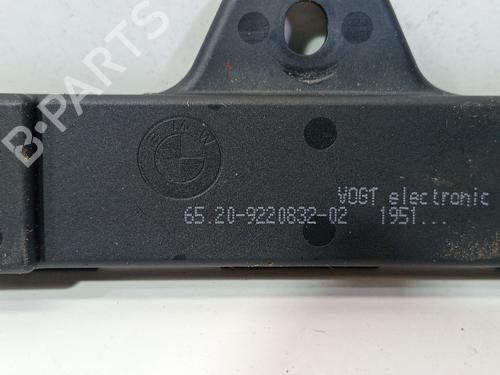 B-PARTS
BMW
VOGT electronic
65.20-9220832-02 1951...